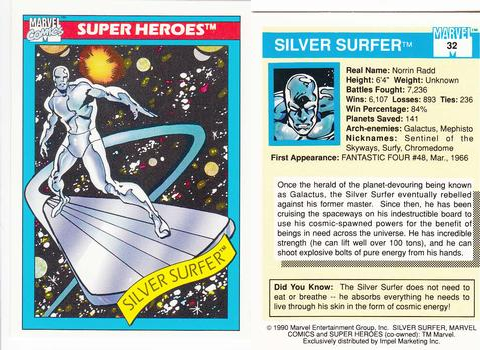 MARVEL
COMICS
SUPER HEROES™
SILVER SURFER™
SILVER SURFER™
MARVEL
32
Real Name: Norrin Radd
Height: 6'4" Weight: Unknown
Battles Fought: 7,236
Wins: 6,107 Losses: 893 Ties: 236
Win Percentage: 84%
Planets Saved: 141
Arch-enemies: Galactus, Mephisto
Nicknames: Sentinel of the
Skyways, Surfy, Chromedome
First Appearance: FANTASTIC FOUR #48, Mar., 1966
Once the herald of the planet-devouring being known
as Galactus, the Silver Surfer eventually rebelled
against his former master. Since then, he has been
cruising the spaceways on his indestructible board to
use his cosmic-spawned powers for the benefit of
beings in need across the universe. He has incredible
strength (he can lift well over 100 tons), and he can
shoot explosive bolts of pure energy from his hands.
Did You Know: The Silver Surfer does not need to
eat or breathe -- he absorbs everything he needs to
live through his skin in the form of cosmic energy!
© 1990 Marvel Entertainment Group, Inc. SILVER SURFER, MARVEL
COMICS and SUPER HEROES (co-owned): TM Marvel.
Exclusively distributed by Impel Marketing Inc.